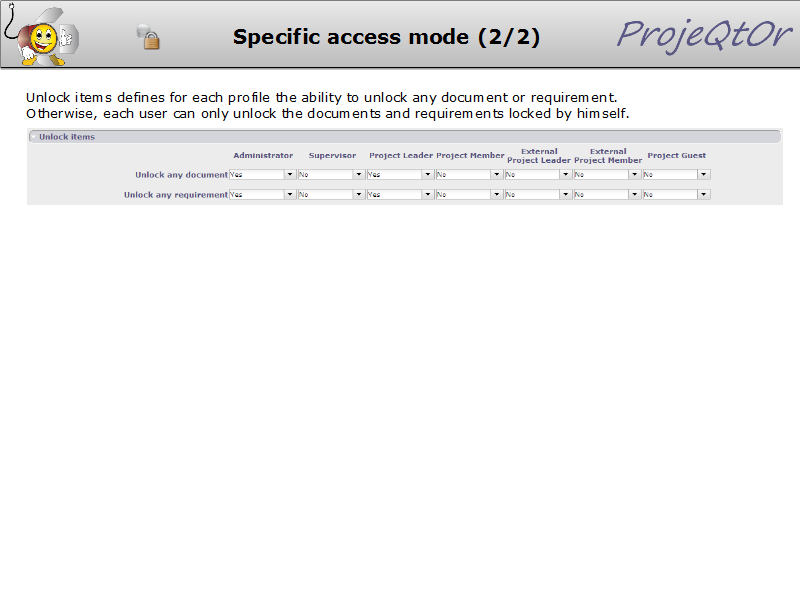 Specific access mode (2/2)
ProjeQtOr
Unlock items defines for each profile the ability to unlock any document or requirement.
Otherwise, each user can only unlock the documents and requirements locked by himself.
Unlock items
Administrator Supervisor Project Leader Project Member External Project Leader External Project Member Project Guest
Unlock any document Yes No Yes No No No No
Unlock any requirement Yes No Yes No No No No